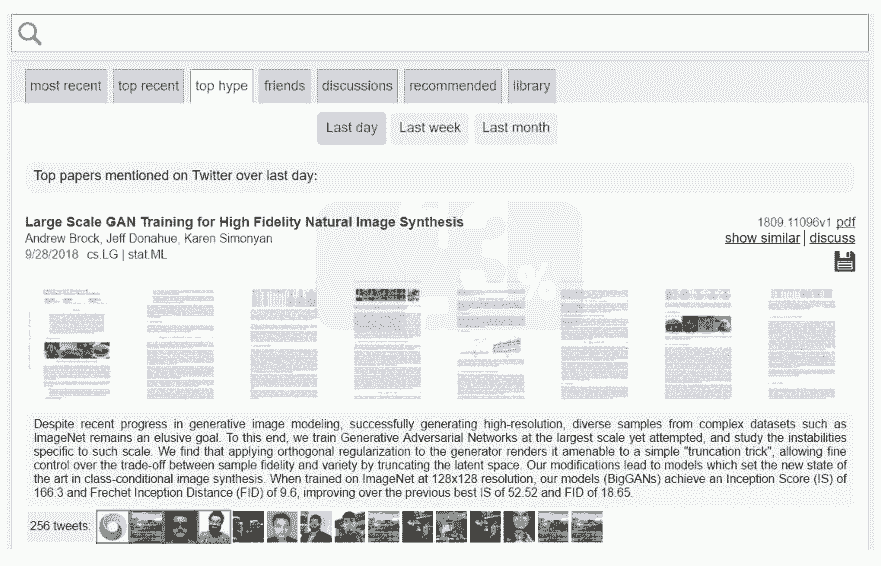 most recent top recent top hype friends discussions recommended library
Last day Last week Last month
Top papers mentioned on Twitter over last day:
Large Scale GAN Training for High Fidelity Natural Image Synthesis 1809.11096v1 pdf
Andrew Brock, Jeff Donahue, Karen Simonyan show similar | discuss
9/28/2018 cs.LG | stat.ML
Despite recent progress in generative image modeling, successfully generating high-resolution, diverse samples from complex datasets such as
ImageNet remains an elusive goal. To this end, we train Generative Adversarial Networks at the largest scale yet attempted, and study the instabilities
specific to such scale. We find that applying orthogonal regularization to the generator renders it amenable to a simple "truncation trick", allowing fine
control over the trade-off between sample fidelity and variety by truncating the latent space. Our modifications lead to models which set the new state of
the art in class-conditional image synthesis. When trained on ImageNet at 128x128 resolution, our models (BigGANs) achieve an Inception Score (IS) of
166.3 and Frechet Inception Distance (FID) of 9.6, improving over the previous best IS of 52.52 and FID of 18.65.
256 tweets: